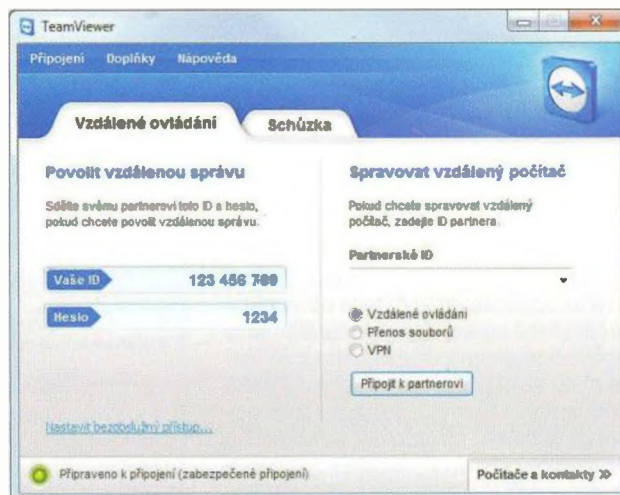 TeamViewer
Připojení Doplňky Nápověda
Vzdálené ovládání Schůzka
Povolit vzdálenou správu
Sdělte svému partnerovi toto ID a heslo,
pokud chcete povolit vzdálenou správu.
Vaše ID 123 456 789
Heslo 1234
Nastavit bezobslužný přístup...
Spravovat vzdálený počítač
Pokud chcete spravovat vzdálený
počítač, zadejte ID partnera.
Partnerské ID
Vzdálené ovládání
Přenos souborů
VPN
Připojit k partnerovi
Připraveno k připojení (zabezpečené připojení)
Počítače a kontakty